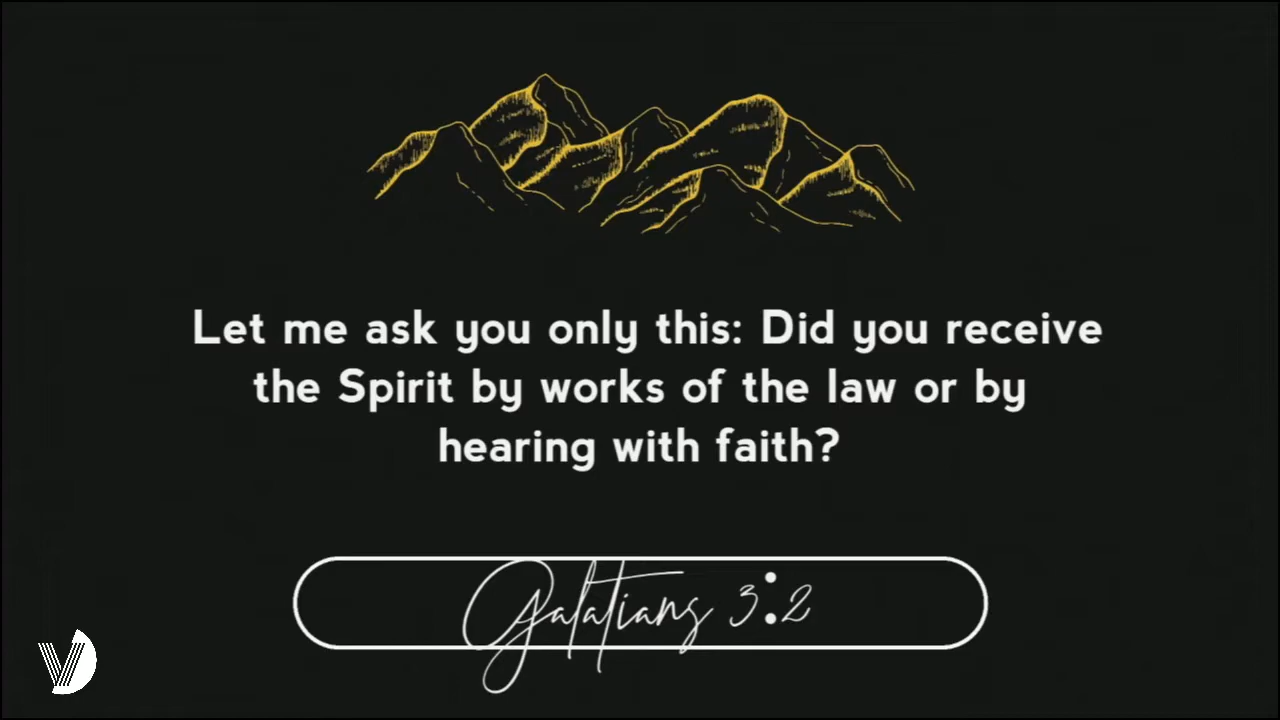 Let me ask you only this: Did you receive
the Spirit by works of the law or by
hearing with faith?
Galatians 3:2